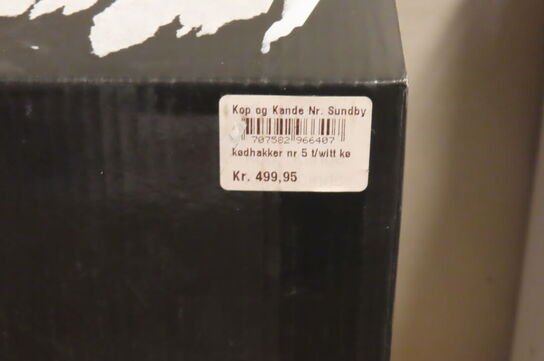 Kop og Kande Nr. Sundby
707582 966407
kødhakker nr 5 t/witt kø
Kr. 499,95